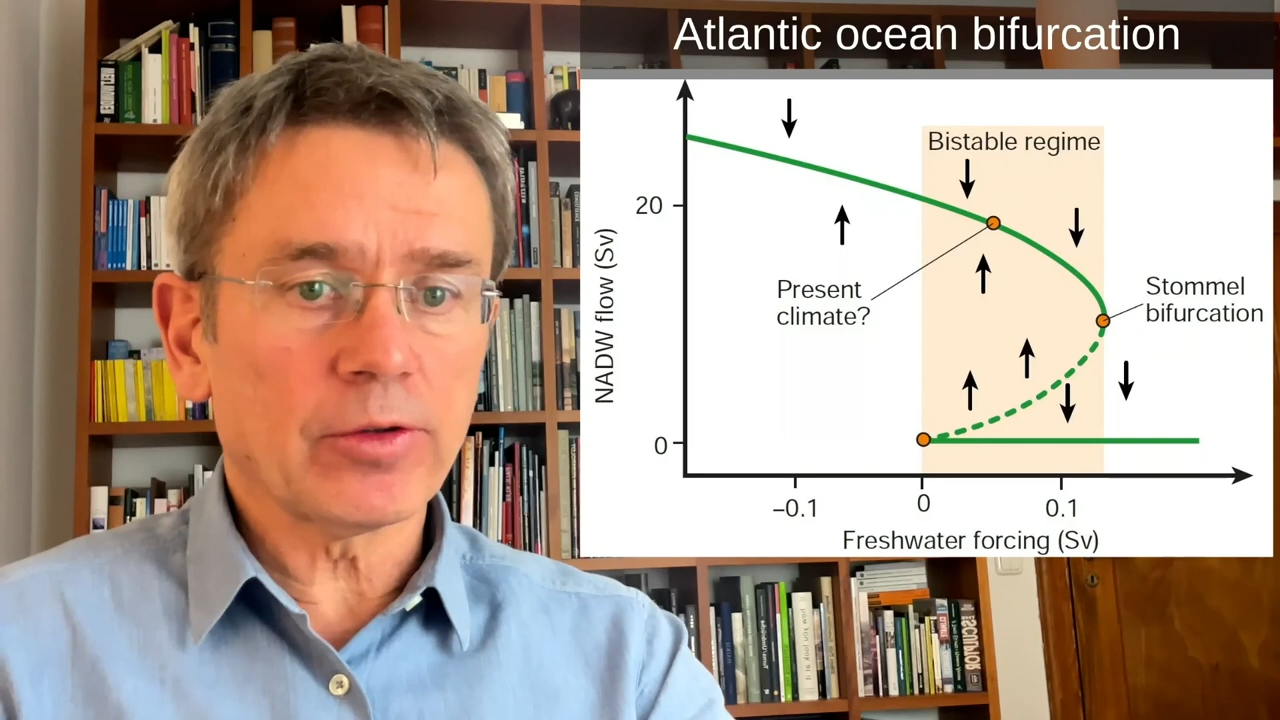 Atlantic ocean bifurcation
Bistable regime
20
Present
climate?
Stommel
bifurcation
NADW flow (Sv)
0
–0.1
0
0.1
Freshwater forcing (Sv)